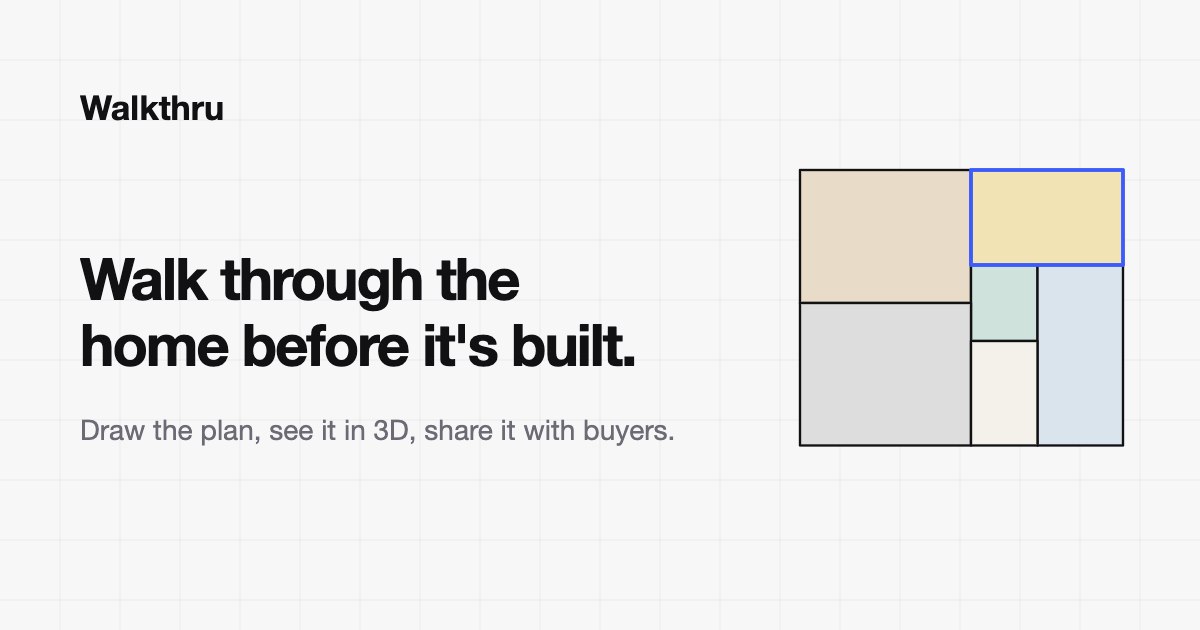 Walkthru
Walk through the
home before it's built.
Draw the plan, see it in 3D, share it with buyers.